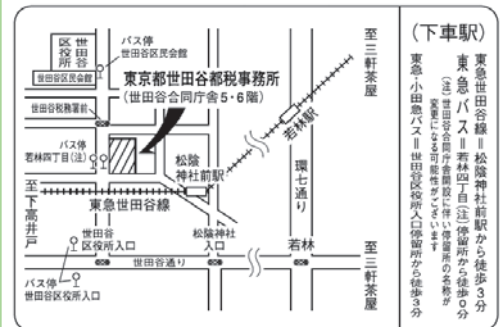 (下車駅)
東急世田谷線＝松陰神社前駅から徒歩3分
東急バス＝若林四丁目(注)停留所から徒歩0分
(注)世田谷合同庁舎開設に伴い停留所の名称が
変更になる可能性がございます
東急・小田急バス＝世田谷区役所入口停留所から徒歩3分
世田谷
区役所
バス停
世田谷区民会館
世田谷区民会館
東京都世田谷都税事務所
(世田谷合同庁舎5・6階)
至三軒茶屋
世田谷税務署前
バス停
若林四丁目(注)
若林駅
松陰
神社前駅
環七通り
至下高井戸
東急世田谷線
世田谷
区役所入口
松陰神社
入口
若林
世田谷通り
至三軒茶屋
バス停
世田谷区役所入口